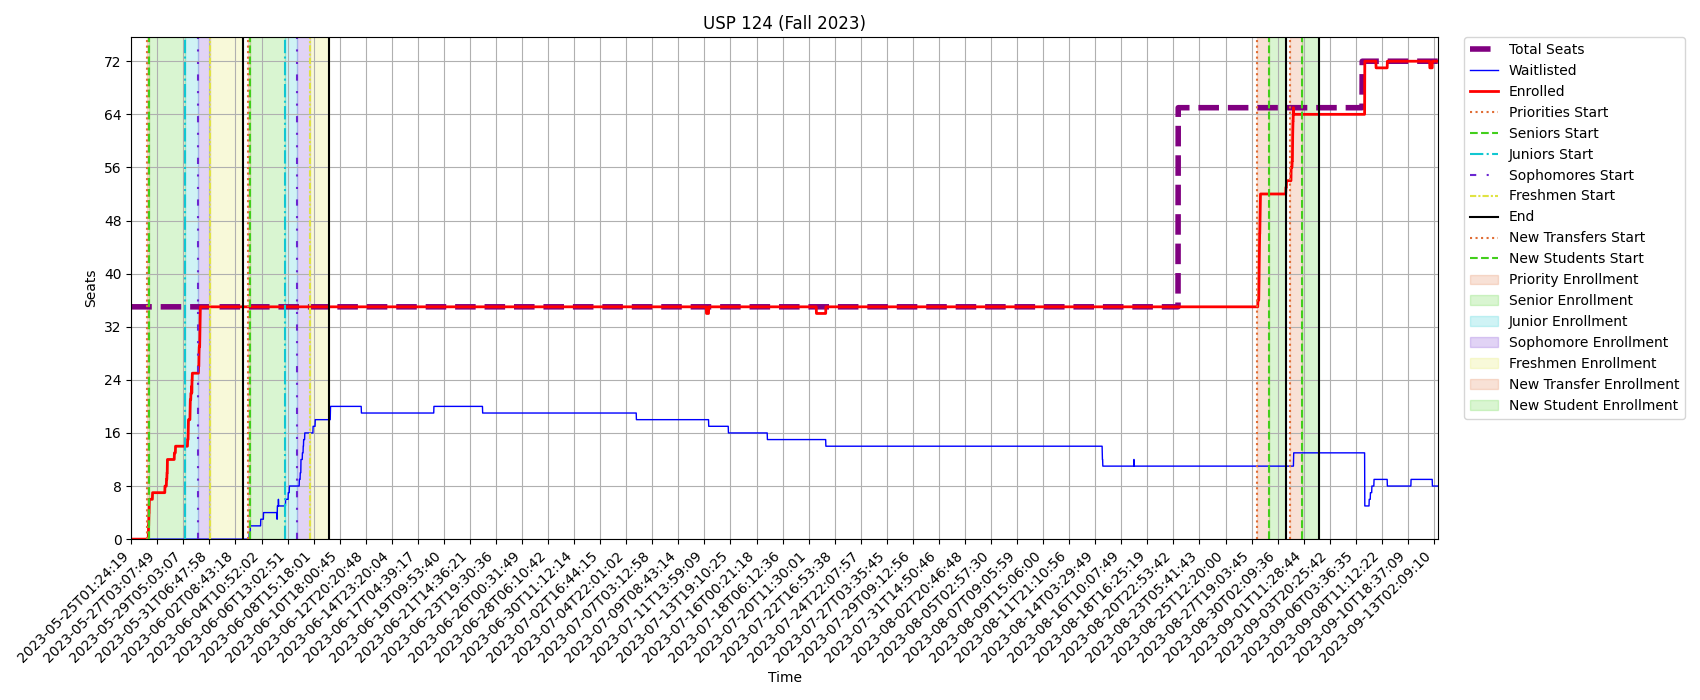 USP 124 (Fall 2023)
Seats
72
64
56
48
40
32
24
16
8
0
2023-05-25T01:24:19
2023-05-27T03:07:49
2023-05-29T05:03:07
2023-05-31T06:47:58
2023-06-02T08:43:18
2023-06-04T10:52:02
2023-06-06T13:02:51
2023-06-08T15:18:01
2023-06-10T18:00:45
2023-06-12T20:20:48
2023-06-14T23:20:04
2023-06-17T04:39:17
2023-06-19T09:53:40
2023-06-21T14:36:21
2023-06-23T19:30:36
2023-06-26T00:31:49
2023-06-28T06:10:42
2023-06-30T11:12:14
2023-07-02T16:44:15
2023-07-04T22:01:02
2023-07-07T03:12:58
2023-07-09T08:43:14
2023-07-11T13:59:09
2023-07-13T19:10:25
2023-07-16T00:21:18
2023-07-18T06:12:36
2023-07-20T11:30:01
2023-07-22T16:53:38
2023-07-24T22:07:57
2023-07-27T03:35:45
2023-07-29T09:12:56
2023-07-31T14:50:46
2023-08-02T20:46:48
2023-08-05T02:57:30
2023-08-07T09:05:59
2023-08-09T15:06:00
2023-08-11T21:10:56
2023-08-14T03:29:49
2023-08-16T10:07:49
2023-08-18T16:25:19
2023-08-20T22:53:42
2023-08-23T05:41:43
2023-08-25T12:20:00
2023-08-27T19:03:45
2023-08-30T02:09:36
2023-09-01T11:28:44
2023-09-03T20:25:42
2023-09-06T03:36:35
2023-09-08T11:12:22
2023-09-10T18:37:09
2023-09-13T02:09:10
Time
Total Seats
Waitlisted
Enrolled
Priorities Start
Seniors Start
Juniors Start
Sophomores Start
Freshmen Start
End
New Transfers Start
New Students Start
Priority Enrollment
Senior Enrollment
Junior Enrollment
Sophomore Enrollment
Freshmen Enrollment
New Transfer Enrollment
New Student Enrollment